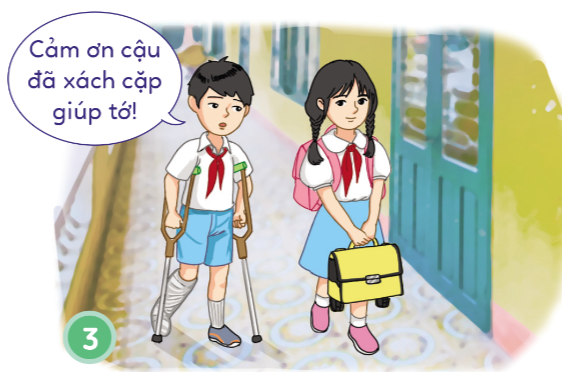 Cảm ơn cậu
đã xách cặp
giúp tớ!
3